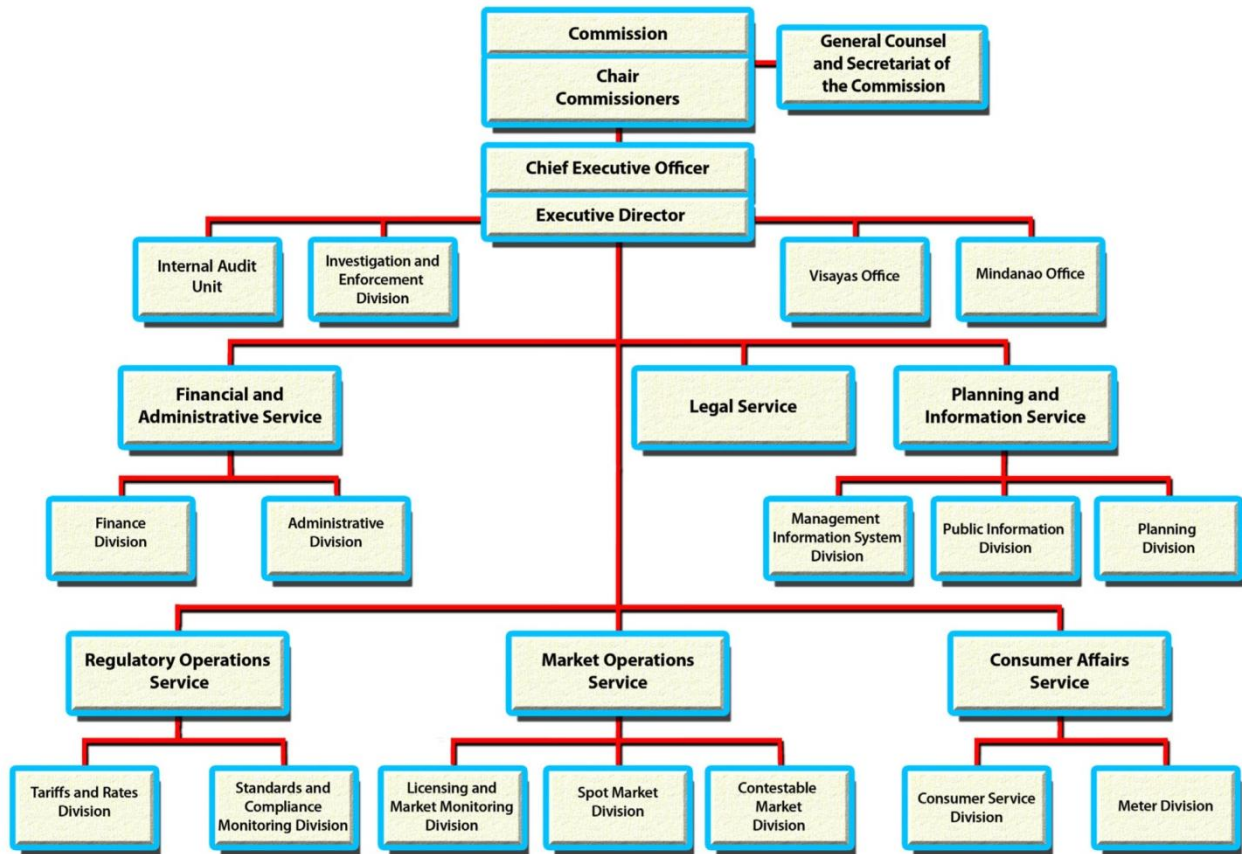 Commission
Chair
Commissioners
General Counsel
and Secretariat of
the Commission
Chief Executive Officer
Executive Director
Internal Audit
Unit
Investigation and
Enforcement
Division
Visayas Office
Mindanao Office
Financial and
Administrative Service
Legal Service
Planning and
Information Service
Finance
Division
Administrative
Division
Management
Information System
Division
Public Information
Division
Planning
Division
Regulatory Operations
Service
Market Operations
Service
Consumer Affairs
Service
Tariffs and Rates
Division
Standards and
Compliance
Monitoring Division
Licensing and
Market Monitoring
Division
Spot Market
Division
Contestable
Market
Division
Consumer Service
Division
Meter Division